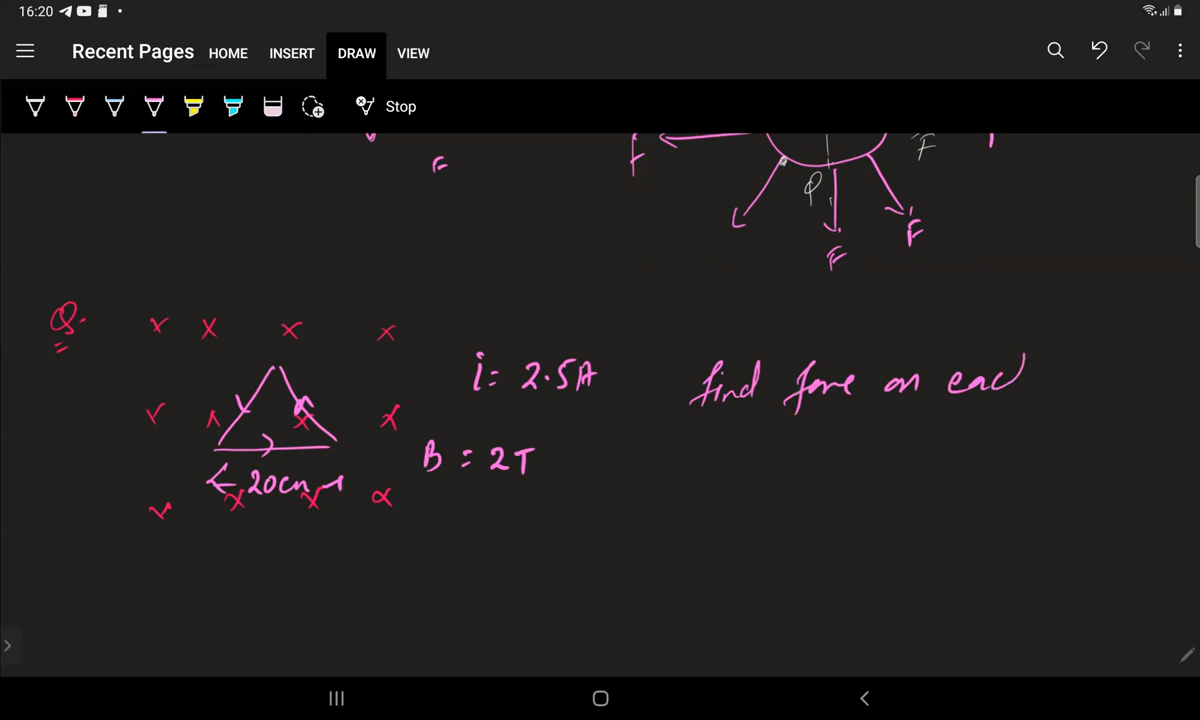 16:20
Recent Pages HOME INSERT DRAW VIEW
Stop
F F F
P
F
F
Q.
x x x x
i = 2.5A find force on eac
x x x x
B = 2T
20cm
x x x x